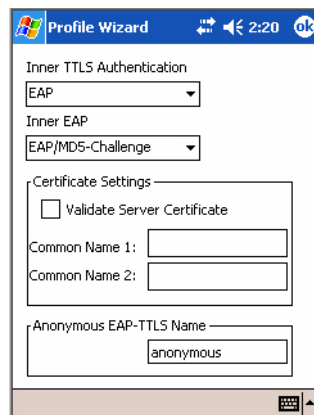 Profile Wizard 2:20 ok
Inner TTLS Authentication
EAP
Inner EAP
EAP/MD5-Challenge
Certificate Settings
Validate Server Certificate
Common Name 1:
Common Name 2:
Anonymous EAP-TTLS Name
anonymous